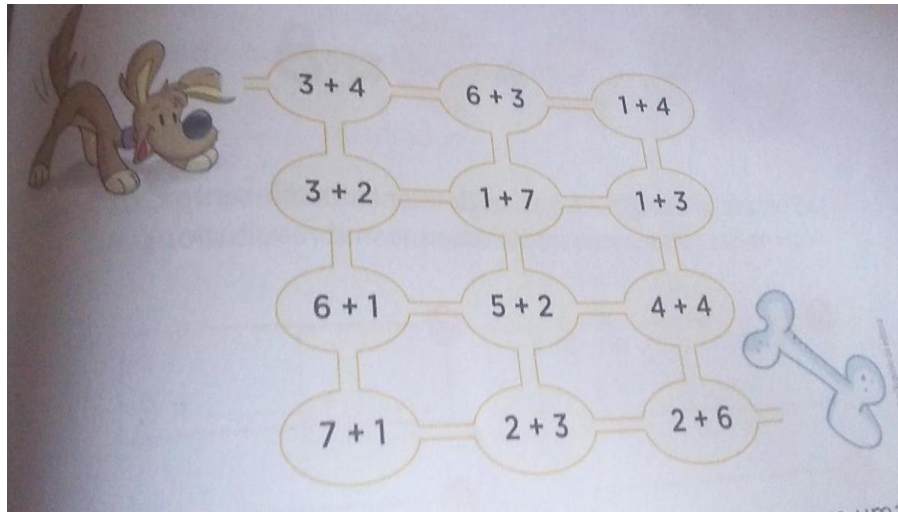 3 + 4 6 + 3 1 + 4
3 + 2 1 + 7 1 + 3
6 + 1 5 + 2 4 + 4
7 + 1 2 + 3 2 + 6